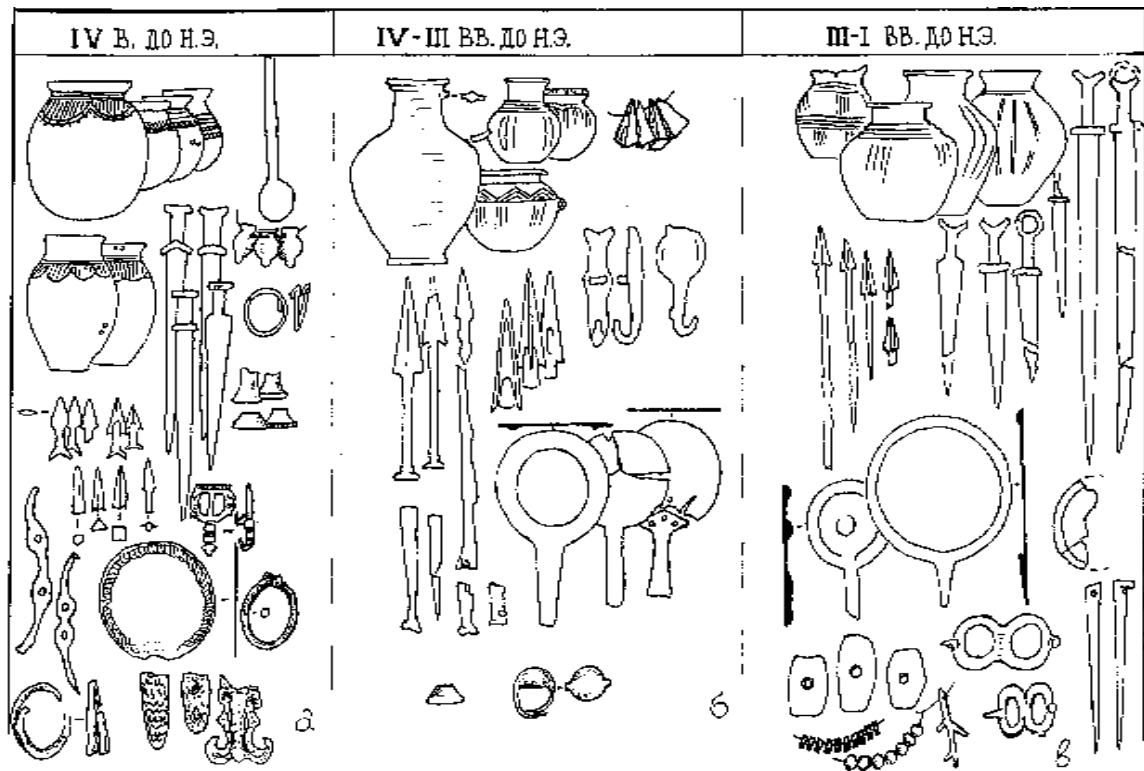 IV В. ДО Н.Э.
IV-III ВВ. ДО Н.Э.
III-I ВВ. ДО Н.Э.
а
б
в